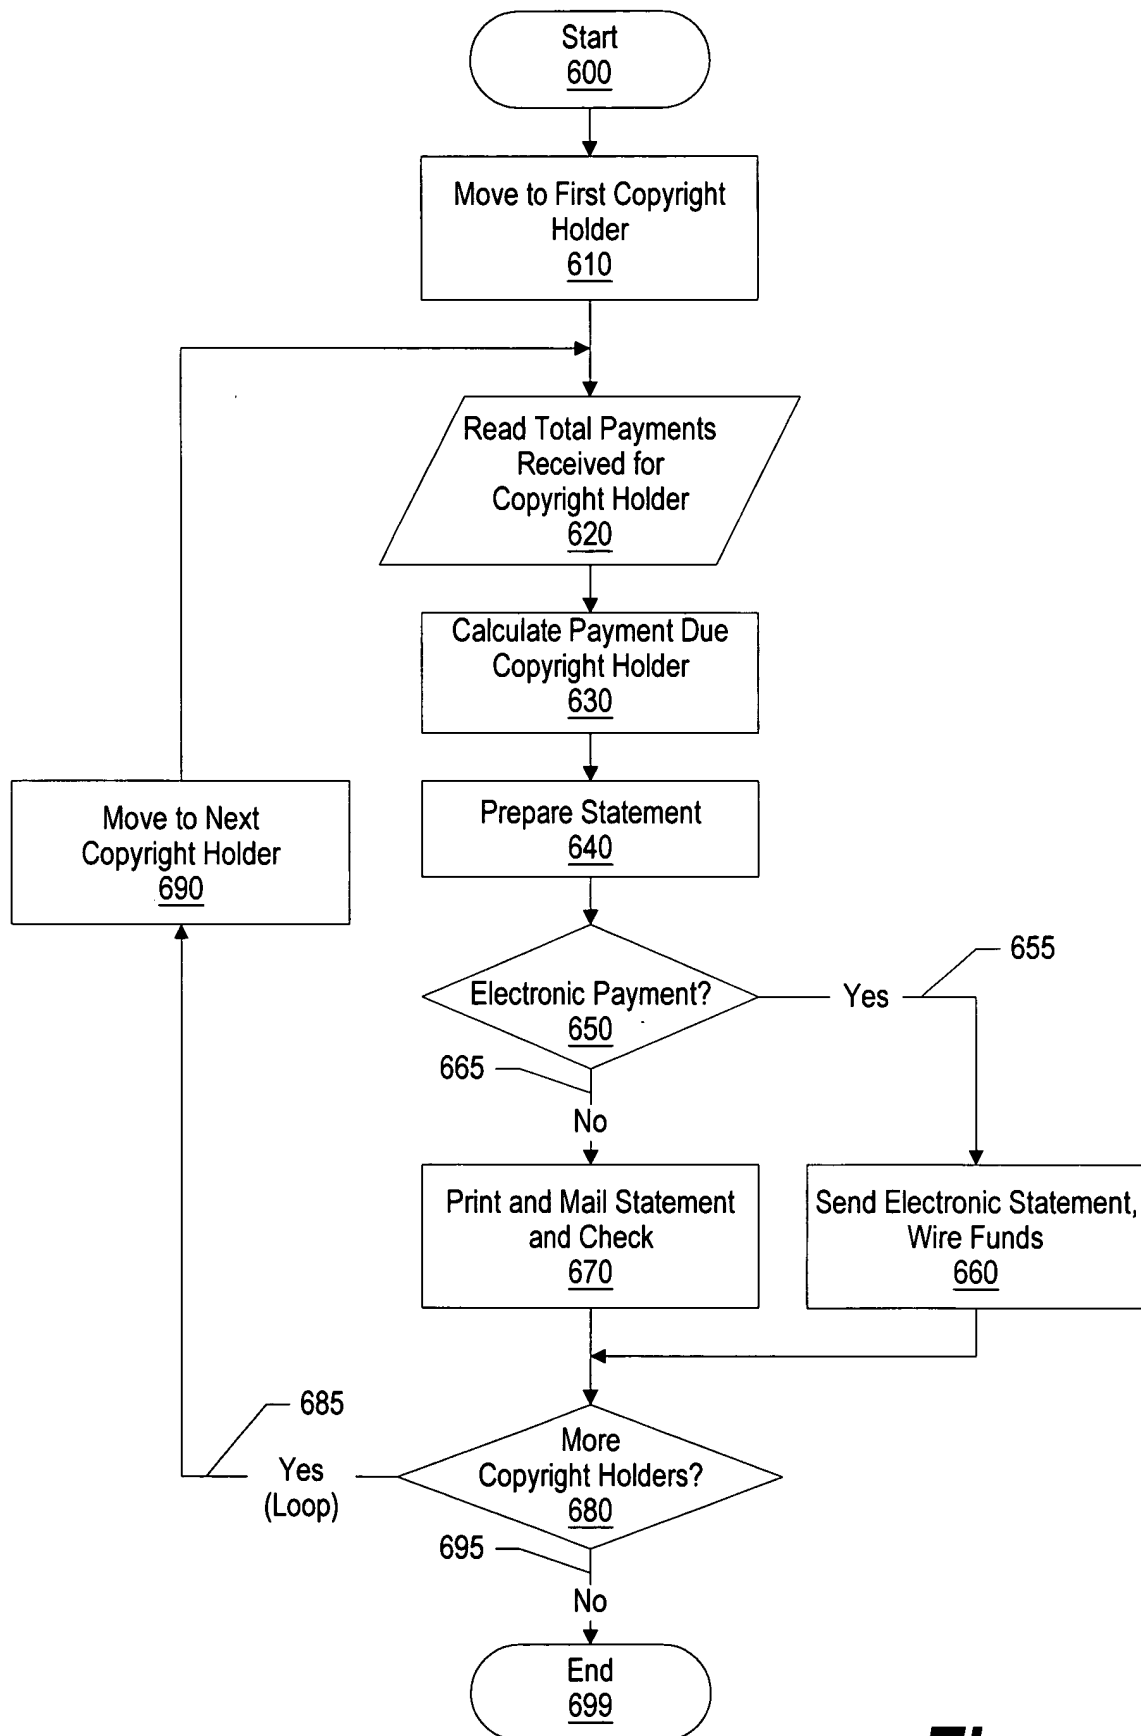 Start
600
Move to First Copyright
Holder
610
Read Total Payments
Received for
Copyright Holder
620
Calculate Payment Due
Copyright Holder
630
Move to Next
Copyright Holder
690
Prepare Statement
640
655
Electronic Payment?
650
Yes
665
No
Print and Mail Statement
and Check
670
Send Electronic Statement,
Wire Funds
660
685
More
Copyright Holders?
680
Yes
(Loop)
695
No
End
699